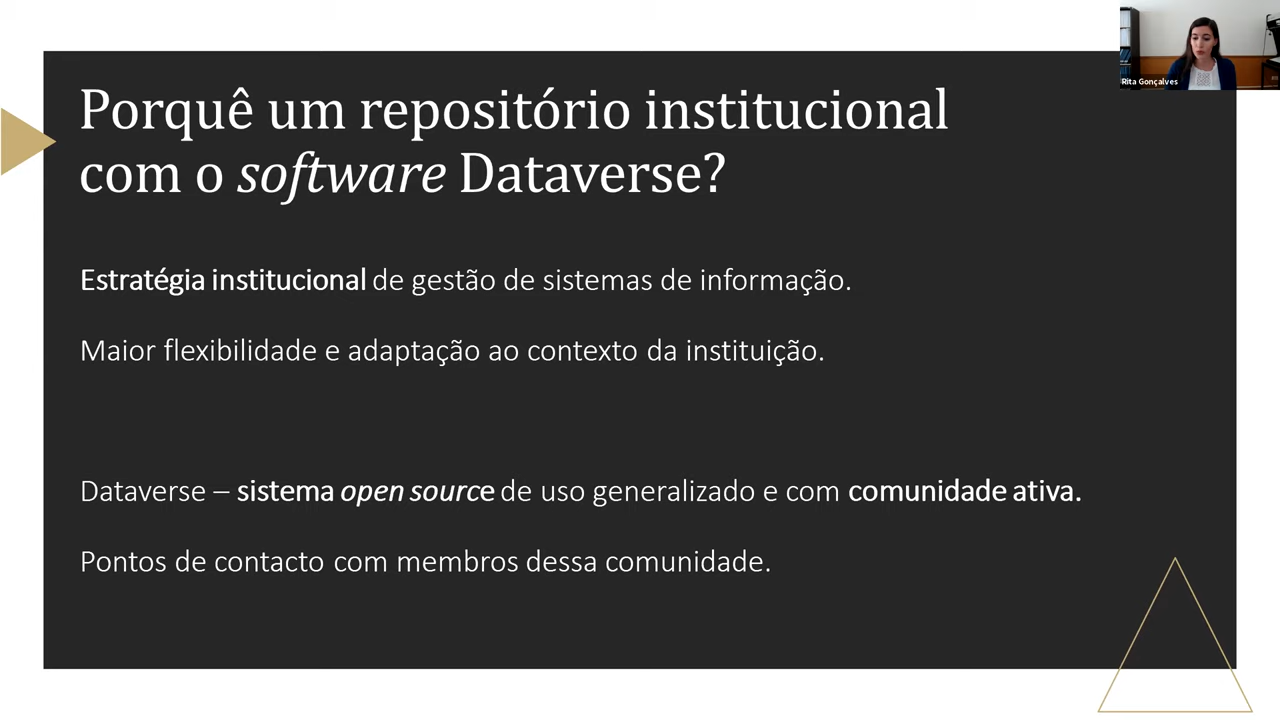 Rita Gonçalves
Porquê um repositório institucional
com o software Dataverse?
Estratégia institucional de gestão de sistemas de informação.
Maior flexibilidade e adaptação ao contexto da instituição.
Dataverse – sistema open source de uso generalizado e com comunidade ativa.
Pontos de contacto com membros dessa comunidade.